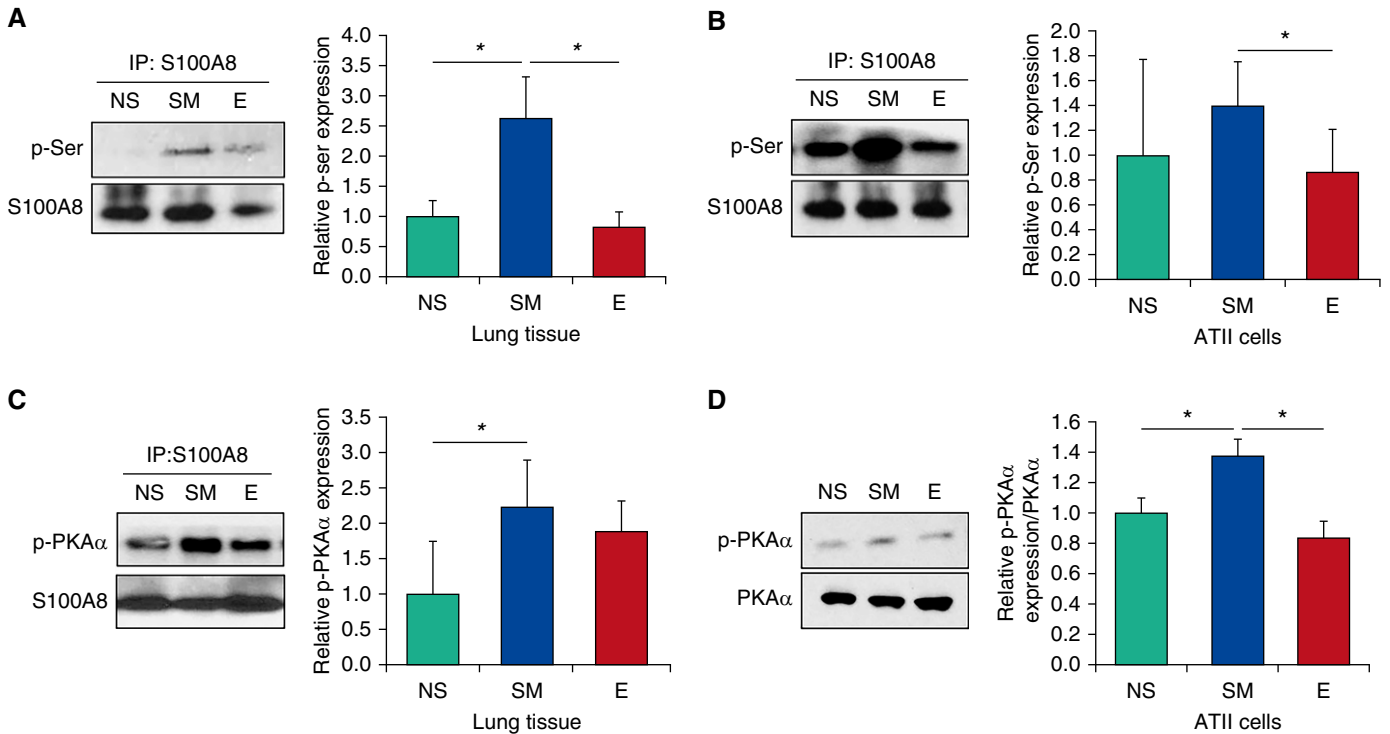 A
IP: S100A8
NS SM E
p-Ser
S100A8
Relative p-ser expression
4.0
3.5
3.0
2.5
2.0
1.5
1.0
0.5
0.0
* *
NS SM E
Lung tissue
B
IP: S100A8
NS SM E
p-Ser
S100A8
Relative p-Ser expression
2.0
1.8
1.6
1.4
1.2
1.0
0.8
0.6
0.4
0.2
0.0
*
NS SM E
ATII cells
C
IP:S100A8
NS SM E
p-PKAα
S100A8
Relative p-PKAα expression
3.5
3.0
2.5
2.0
1.5
1.0
0.5
0.0
*
NS SM E
Lung tissue
D
NS SM E
p-PKAα
PKAα
Relative p-PKAα
expression/PKAα
1.6
1.4
1.2
1.0
0.8
0.6
0.4
0.2
0.0
* *
NS SM E
ATII cells